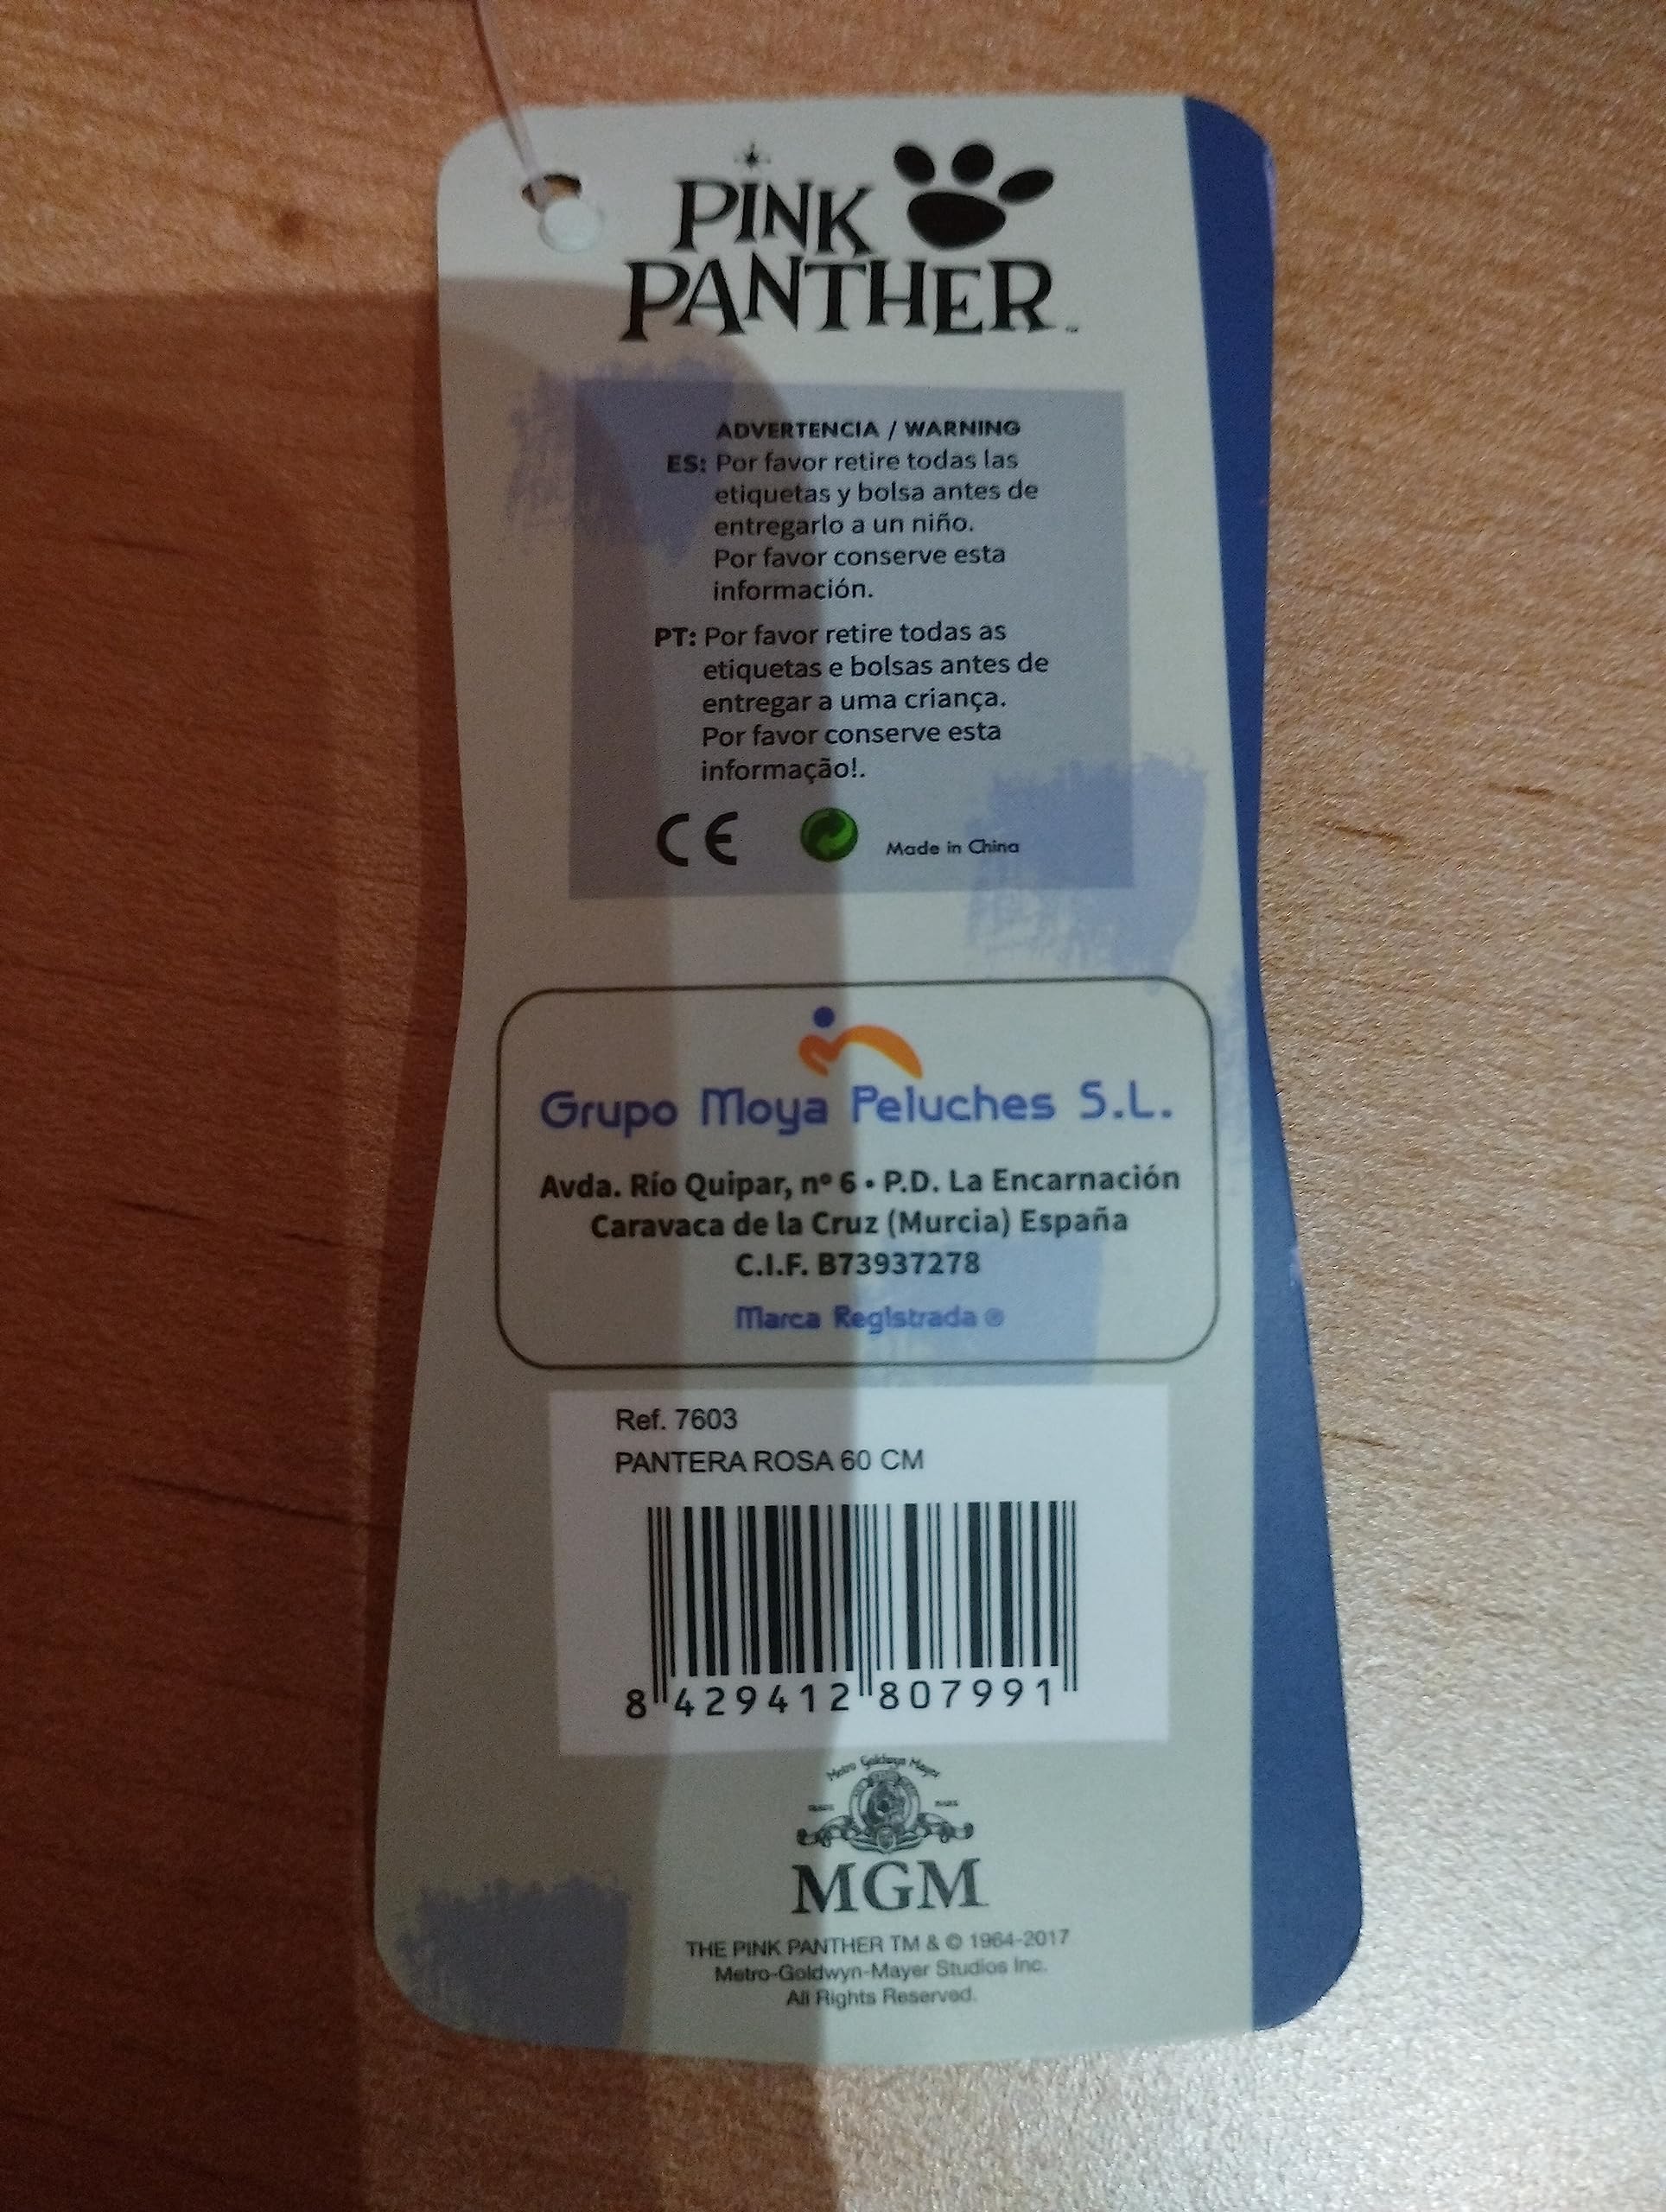 PINK
PANTHER™
ADVERTENCIA / WARNING
ES: Por favor retire todas las
etiquetas y bolsa antes de
entregarlo a un niño.
Por favor conserve esta
información.
PT: Por favor retire todas as
etiquetas e bolsas antes de
entregar a uma criança.
Por favor conserve esta
informação!.
CE
Made in China
Grupo Moya Peluches S.L.
Avda. Río Quipar, nº 6 • P.D. La Encarnación
Caravaca de la Cruz (Murcia) España
C.I.F. B73937278
Marca Registrada ®
Ref. 7603
PANTERA ROSA 60 CM
8 429412 807991
Metro Goldwyn Mayer
MGM
THE PINK PANTHER TM & © 1964-2017
Metro-Goldwyn-Mayer Studios Inc.
All Rights Reserved.